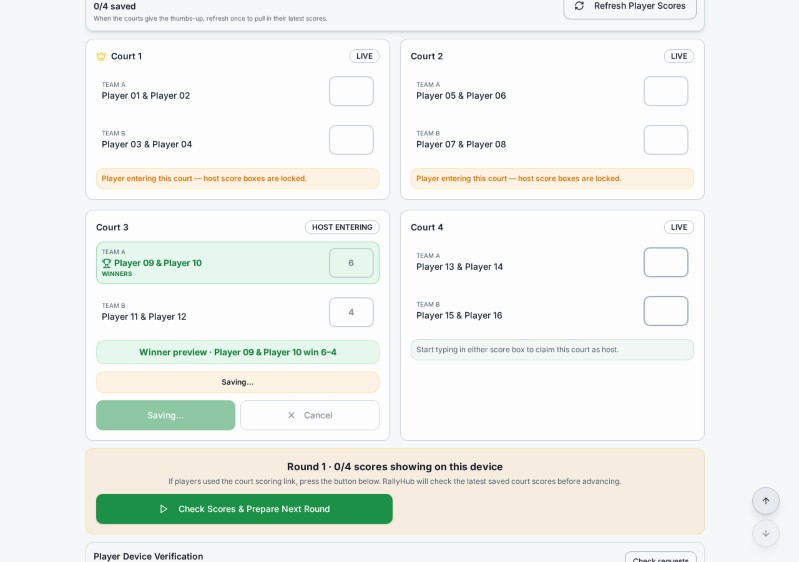 0/4 saved
When the courts give the thumbs-up, refresh once to pull in their latest scores.
Refresh Player Scores
Court 1
LIVE
TEAM A
Player 01 & Player 02
TEAM B
Player 03 & Player 04
Player entering this court — host score boxes are locked.
Court 2
LIVE
TEAM A
Player 05 & Player 06
TEAM B
Player 07 & Player 08
Player entering this court — host score boxes are locked.
Court 3
HOST ENTERING
TEAM A
Player 09 & Player 10
WINNERS
6
TEAM B
Player 11 & Player 12
4
Winner preview · Player 09 & Player 10 win 6–4
Saving...
Saving...
Cancel
Court 4
LIVE
TEAM A
Player 13 & Player 14
TEAM B
Player 15 & Player 16
Start typing in either score box to claim this court as host.
Round 1 · 0/4 scores showing on this device
If players used the court scoring link, press the button below. RallyHub will check the latest saved court scores before advancing.
Check Scores & Prepare Next Round
Player Device Verification
Check requests